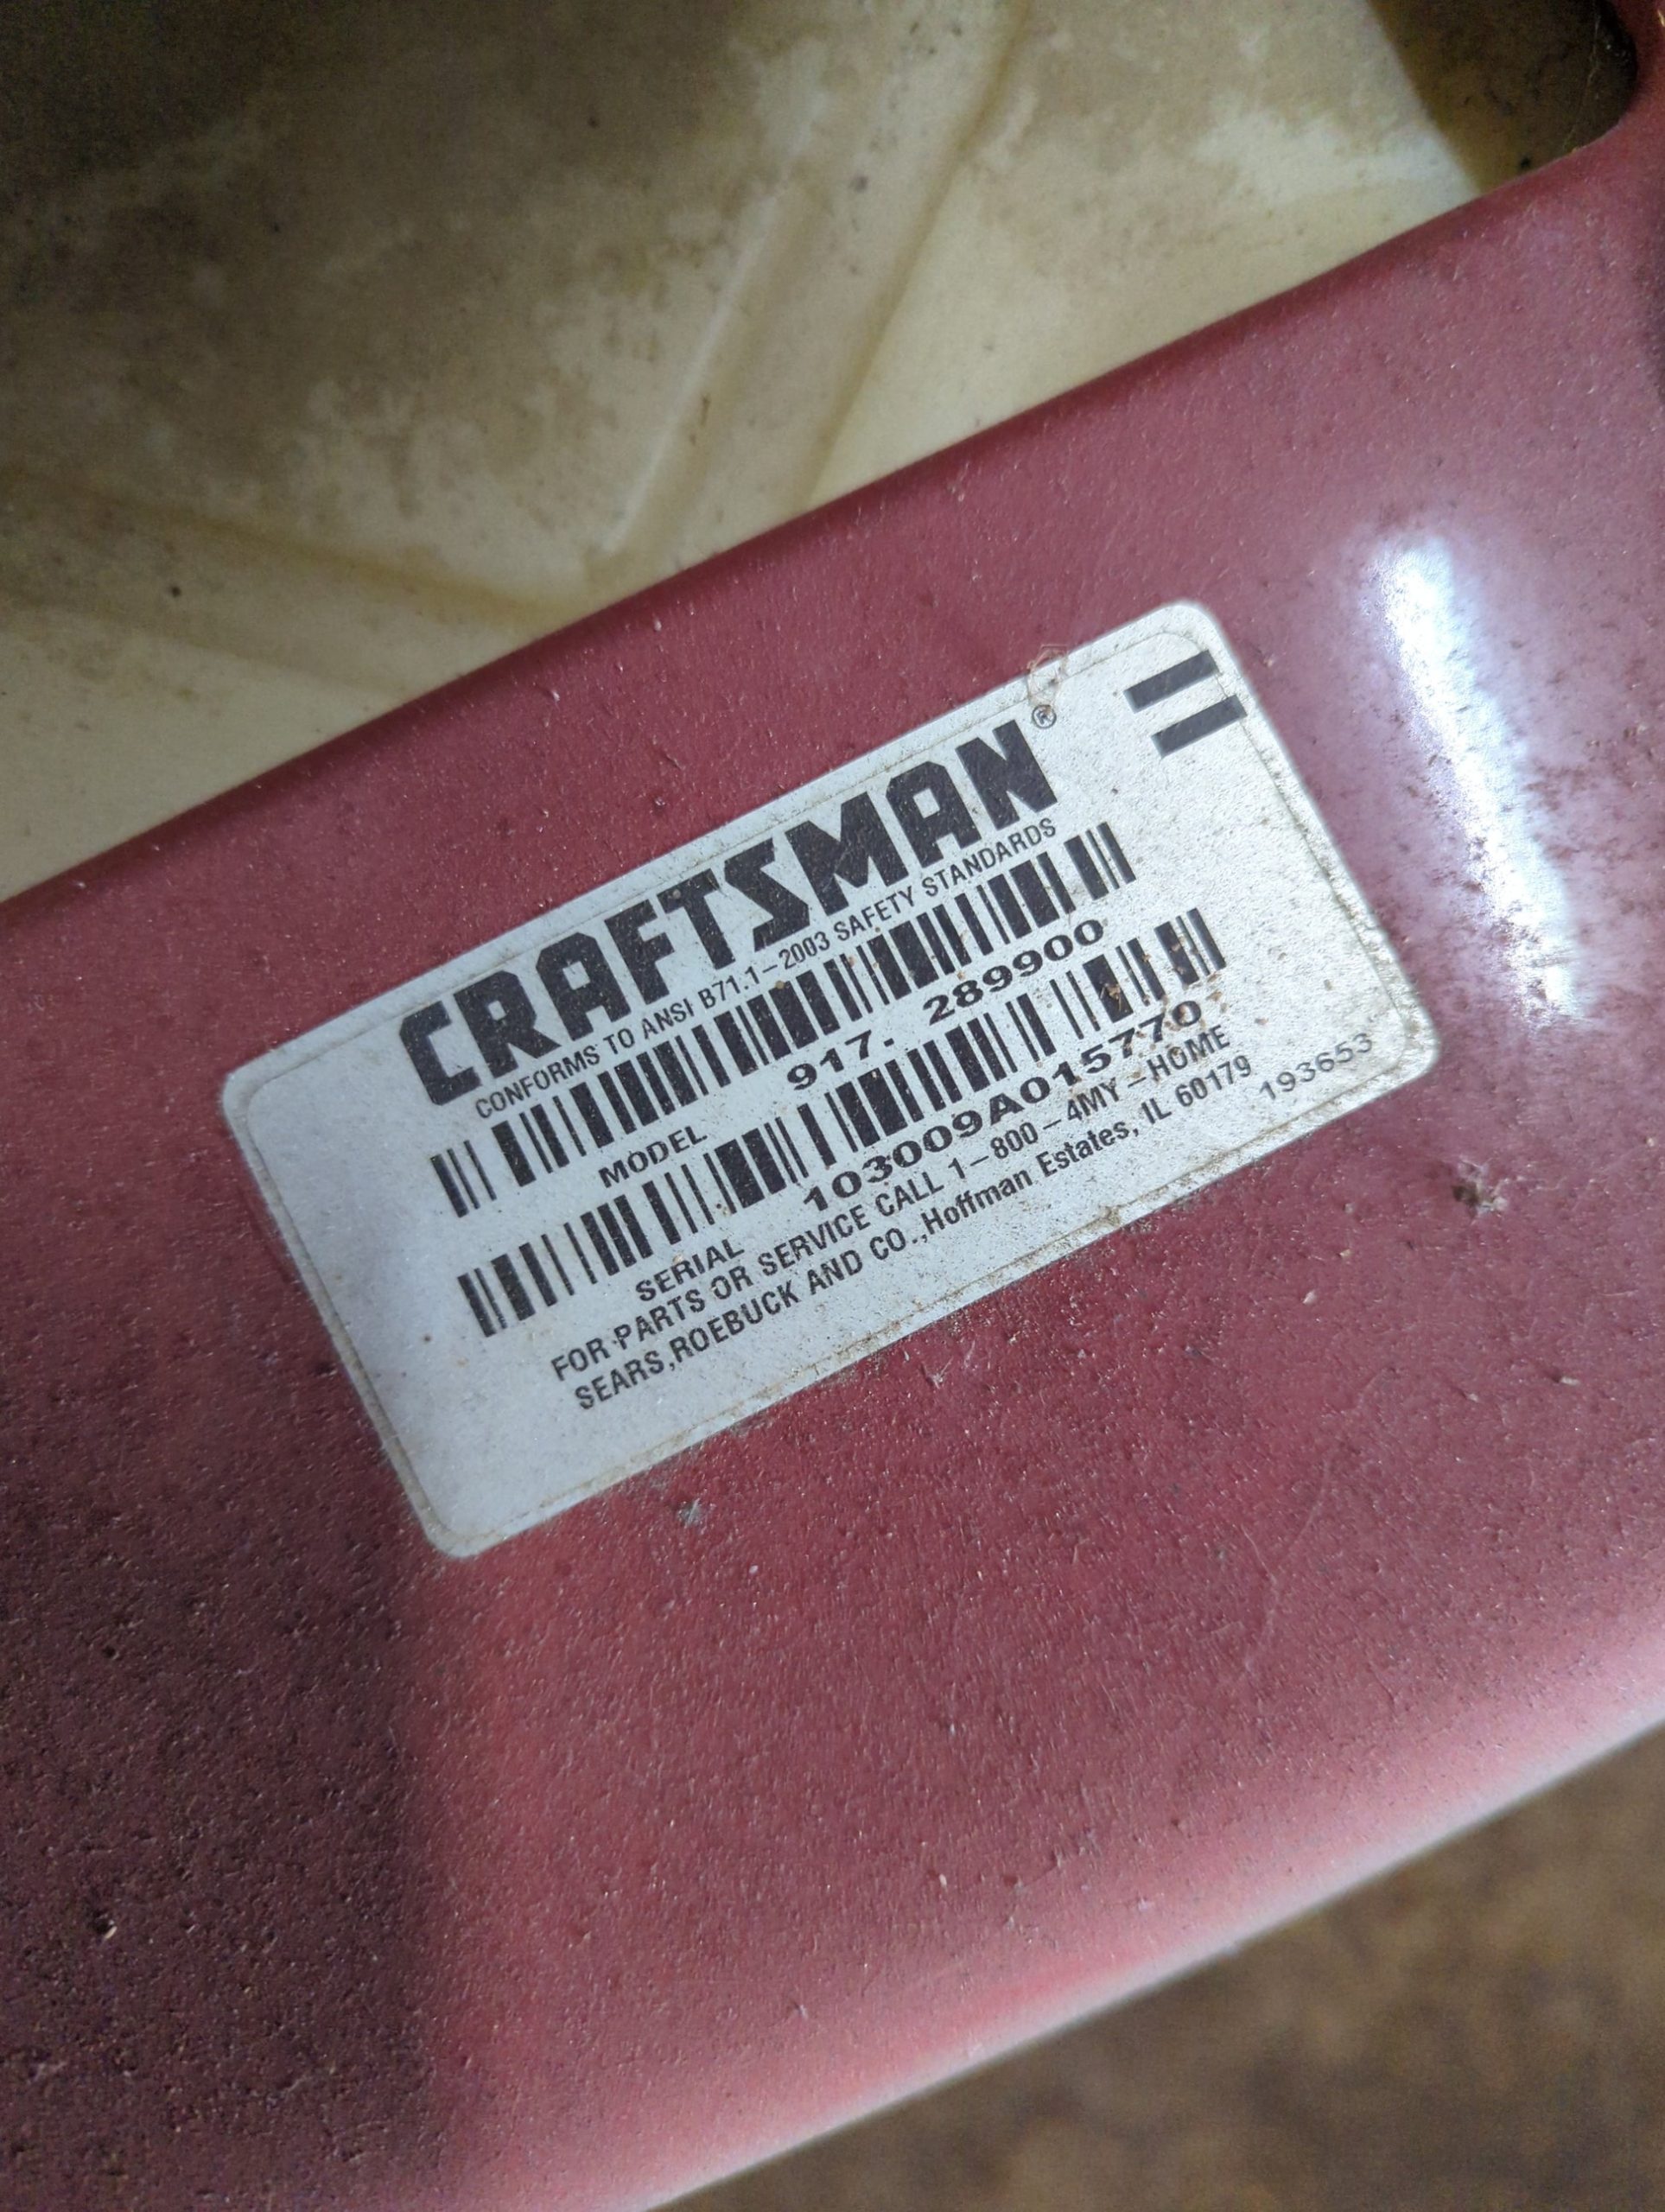 CRAFTSMAN®
CONFORMS TO ANSI B71.1-2003 SAFETY STANDARDS
MODEL 917. 289900
SERIAL 103009A015770
FOR PARTS OR SERVICE CALL 1-800-4MY-HOME
SEARS,ROEBUCK AND CO.,Hoffman Estates, IL 60179
193653